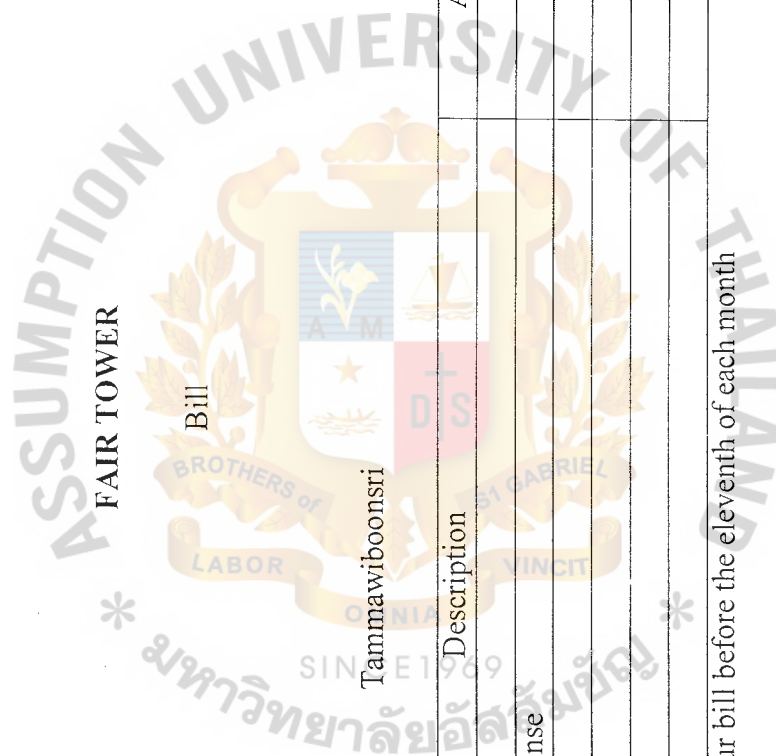 FAIR TOWER
Bill
Tammawiboonsri
Description
nse
ur bill before the eleventh of each month
ASSUMPTION UNIVERSITY OF THAILAND
A M
D S
BROTHERS of
ST GABRIEL
LABOR
OMNIA
VINCIT
SINCE1969
มหาวิทยาลัยอัสสัมชัญ